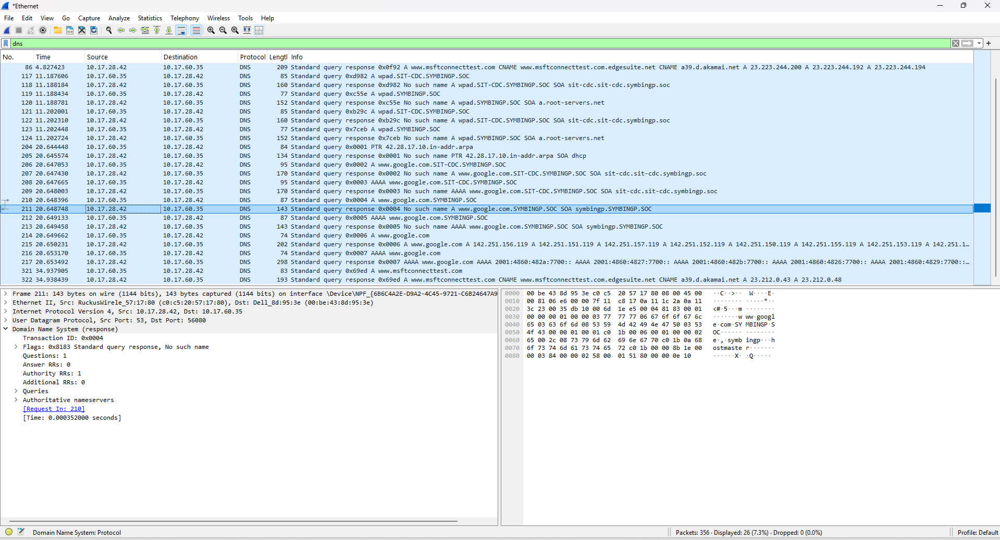 *Ethernet
File Edit View Go Capture Analyze Statistics Telephony Wireless Tools Help
dns
No. Time Source Destination Protocol Lengtl Info
86 4.827423 10.17.28.42 10.17.60.35 DNS 209 Standard query response 0x0f92 A www.msftconnecttest.com CNAME www.msftconnecttest.com.edgesuite.net CNAME a39.d.akamai.net A 23.223.244.200 A 23.223.244.192 A 23.223.244.194
117 11.187606 10.17.60.35 10.17.28.42 DNS 85 Standard query 0xd982 A wpad.SIT-CDC.SYMBINGP.SOC
118 11.188184 10.17.28.42 10.17.60.35 DNS 160 Standard query response 0xd982 No such name A wpad.SIT-CDC.SYMBINGP.SOC SOA sit-cdc.sit-cdc.symbingp.soc
119 11.188434 10.17.60.35 10.17.28.42 DNS 77 Standard query 0xc55e A wpad.SYMBINGP.SOC
120 11.188781 10.17.28.42 10.17.60.35 DNS 152 Standard query response 0xc55e No such name A wpad.SYMBINGP.SOC SOA a.root-servers.net
121 11.202001 10.17.60.35 10.17.28.42 DNS 85 Standard query 0xb29c A wpad.SIT-CDC.SYMBINGP.SOC
122 11.202310 10.17.28.42 10.17.60.35 DNS 160 Standard query response 0xb29c No such name A wpad.SIT-CDC.SYMBINGP.SOC SOA sit-cdc.sit-cdc.symbingp.soc
123 11.202448 10.17.60.35 10.17.28.42 DNS 77 Standard query 0x7ceb A wpad.SYMBINGP.SOC
124 11.202724 10.17.28.42 10.17.60.35 DNS 152 Standard query response 0x7ceb No such name A wpad.SYMBINGP.SOC SOA a.root-servers.net
204 20.644448 10.17.60.35 10.17.28.42 DNS 84 Standard query 0x0001 PTR 42.28.17.10.in-addr.arpa
205 20.645574 10.17.28.42 10.17.60.35 DNS 134 Standard query response 0x0001 No such name PTR 42.28.17.10.in-addr.arpa SOA dhcp
206 20.647053 10.17.60.35 10.17.28.42 DNS 95 Standard query 0x0002 A www.google.com.SIT-CDC.SYMBINGP.SOC
207 20.647430 10.17.28.42 10.17.60.35 DNS 170 Standard query response 0x0002 No such name A www.google.com.SIT-CDC.SYMBINGP.SOC SOA sit-cdc.sit-cdc.symbingp.soc
208 20.647665 10.17.60.35 10.17.28.42 DNS 95 Standard query 0x0003 AAAA www.google.com.SIT-CDC.SYMBINGP.SOC
209 20.648003 10.17.28.42 10.17.60.35 DNS 170 Standard query response 0x0003 No such name AAAA www.google.com.SIT-CDC.SYMBINGP.SOC SOA sit-cdc.sit-cdc.symbingp.soc
210 20.648396 10.17.60.35 10.17.28.42 DNS 87 Standard query 0x0004 A www.google.com.SYMBINGP.SOC
211 20.648748 10.17.28.42 10.17.60.35 DNS 143 Standard query response 0x0004 No such name A www.google.com.SYMBINGP.SOC SOA symbingp.SYMBINGP.SOC
212 20.649133 10.17.60.35 10.17.28.42 DNS 87 Standard query 0x0005 AAAA www.google.com.SYMBINGP.SOC
213 20.649458 10.17.28.42 10.17.60.35 DNS 143 Standard query response 0x0005 No such name AAAA www.google.com.SYMBINGP.SOC SOA symbingp.SYMBINGP.SOC
214 20.649662 10.17.60.35 10.17.28.42 DNS 74 Standard query 0x0006 A www.google.com
215 20.650231 10.17.28.42 10.17.60.35 DNS 202 Standard query response 0x0006 A www.google.com A 142.251.156.119 A 142.251.151.119 A 142.251.157.119 A 142.251.152.119 A 142.251.150.119 A 142.251.155.119 A 142.251.153.119 A 142.251.1…
216 20.653170 10.17.60.35 10.17.28.42 DNS 74 Standard query 0x0007 AAAA www.google.com
217 20.653492 10.17.28.42 10.17.60.35 DNS 298 Standard query response 0x0007 AAAA www.google.com AAAA 2001:4860:482a:7700:: AAAA 2001:4860:4827:7700:: AAAA 2001:4860:482b:7700:: AAAA 2001:4860:4826:7700:: AAAA 2001:4860:4829:7700::…
321 34.937905 10.17.60.35 10.17.28.42 DNS 83 Standard query 0x69ed A www.msftconnecttest.com
322 34.938439 10.17.28.42 10.17.60.35 DNS 193 Standard query response 0x69ed A www.msftconnecttest.com CNAME www.msftconnecttest.com.edgesuite.net CNAME a39.d.akamai.net A 23.212.0.43 A 23.212.0.48
Frame 211: 143 bytes on wire (1144 bits), 143 bytes captured (1144 bits) on interface \Device\NPF_{6B6C4A2E-D9A2-4C45-9721-C6B24647A9
Ethernet II, Src: RuckusWirele_57:17:80 (c0:c5:20:57:17:80), Dst: Dell_8d:95:3e (00:be:43:8d:95:3e)
Internet Protocol Version 4, Src: 10.17.28.42, Dst: 10.17.60.35
User Datagram Protocol, Src Port: 53, Dst Port: 56080
Domain Name System (response)
Transaction ID: 0x0004
Flags: 0x8183 Standard query response, No such name
Questions: 1
Answer RRs: 0
Authority RRs: 1
Additional RRs: 0
Queries
Authoritative nameservers
[Request In: 210]
[Time: 0.000352000 seconds]
0000 00 be 43 8d 95 3e c0 c5 20 57 17 80 08 00 45 00 ··C··>·· W····E·
0010 00 81 06 e6 00 00 7f 11 c8 17 0a 11 1c 2a 0a 11 ········ ·····*··
0020 3c 23 00 35 db 10 00 6d 1e e5 00 04 81 83 00 01 <#·5···m ········
0030 00 00 00 01 00 00 03 77 77 77 06 67 6f 6f 67 6c ·······w ww·googl
0040 65 03 63 6f 6d 08 53 59 4d 42 49 4e 47 50 03 53 e·com·SY MBINGP·S
0050 4f 43 00 00 01 00 01 c0 1b 00 06 00 01 00 00 02 OC······ ········
0060 65 00 2c 08 73 79 6d 62 69 6e 67 70 c0 1b 0a 68 e·,·symb ingp···h
0070 6f 73 74 6d 61 73 74 65 72 c0 1b 00 00 8b 1e 00 ostmaste r·······
0080 00 03 84 00 00 02 58 00 01 51 80 00 00 0e 10 ······X· ·Q·····
Domain Name System: Protocol
Packets: 356 · Displayed: 26 (7.3%) · Dropped: 0 (0.0%)
Profile: Default